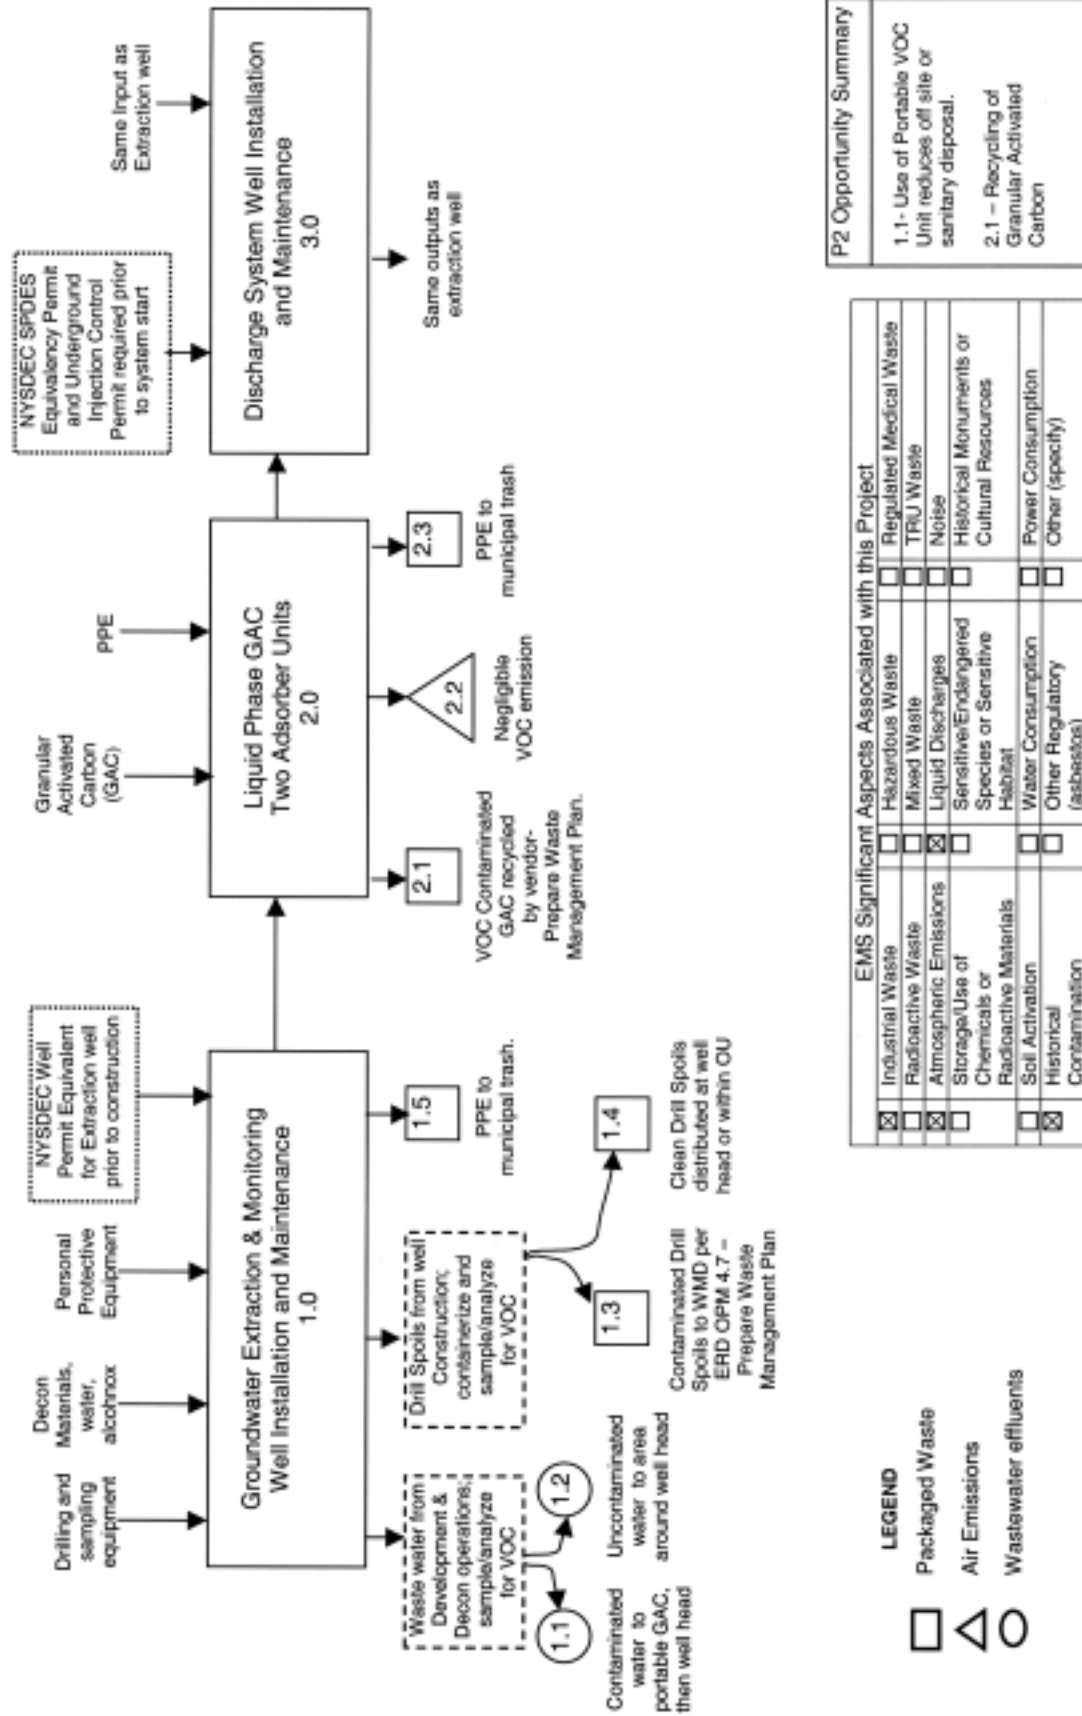 Drilling and
sampling
equipment
Decon
Materials,
water,
alcohnox
Personal
Protective
Equipment
NYSDEC Well
Permit Equivalent
for Extraction well
prior to construction
Granular
Activated
Carbon
(GAC)
PPE
NYSDEC SPDES
Equivalency Permit
and Underground
Injection Control
Permit required prior
to system start
Same Input as
Extraction well
Groundwater Extraction & Monitoring
Well Installation and Maintenance
1.0
Liquid Phase GAC
Two Adsorber Units
2.0
Discharge System Well Installation
and Maintenance
3.0
Waste water from
Development &
Decon operations;
sample/analyze
for VOC
Drill Spoils from well
Construction;
containerize and
sample/analyze
for VOC
1.5
PPE to
municipal trash.
2.1
VOC Contaminated
GAC recycled
by vendor-
Prepare Waste
Management Plan.
2.2
Negligible
VOC emission
2.3
PPE to
municipal trash
Same outputs as
extraction well
1.1
Contaminated
water to
portable GAC,
then well head
1.2
Uncontaminated
water to area
around well head
1.3
Contaminated Drill
Spoils to WMD per
ERD OPM 4.7 –
Prepare Waste
Management Plan
1.4
Clean Drill Spoils
distributed at well
head or within OU
LEGEND
Packaged Waste
Air Emissions
Wastewater effluents
EMS Significant Aspects Associated with this Project
Industrial Waste
Hazardous Waste
Regulated Medical Waste
Radioactive Waste
Mixed Waste
TRU Waste
Atmospheric Emissions
Liquid Discharges
Noise
Storage/Use of
Chemicals or
Radioactive Materials
Sensitive/Endangered
Species or Sensitive
Habitat
Historical Monuments or
Cultural Resources
Soil Activation
Water Consumption
Power Consumption
Historical
Contamination
Other Regulatory
(asbestos)
Other (specify)
P2 Opportunity Summary
1.1- Use of Portable VOC
Unit reduces off site or
sanitary disposal.
2.1 – Recycling of
Granular Activated
Carbon